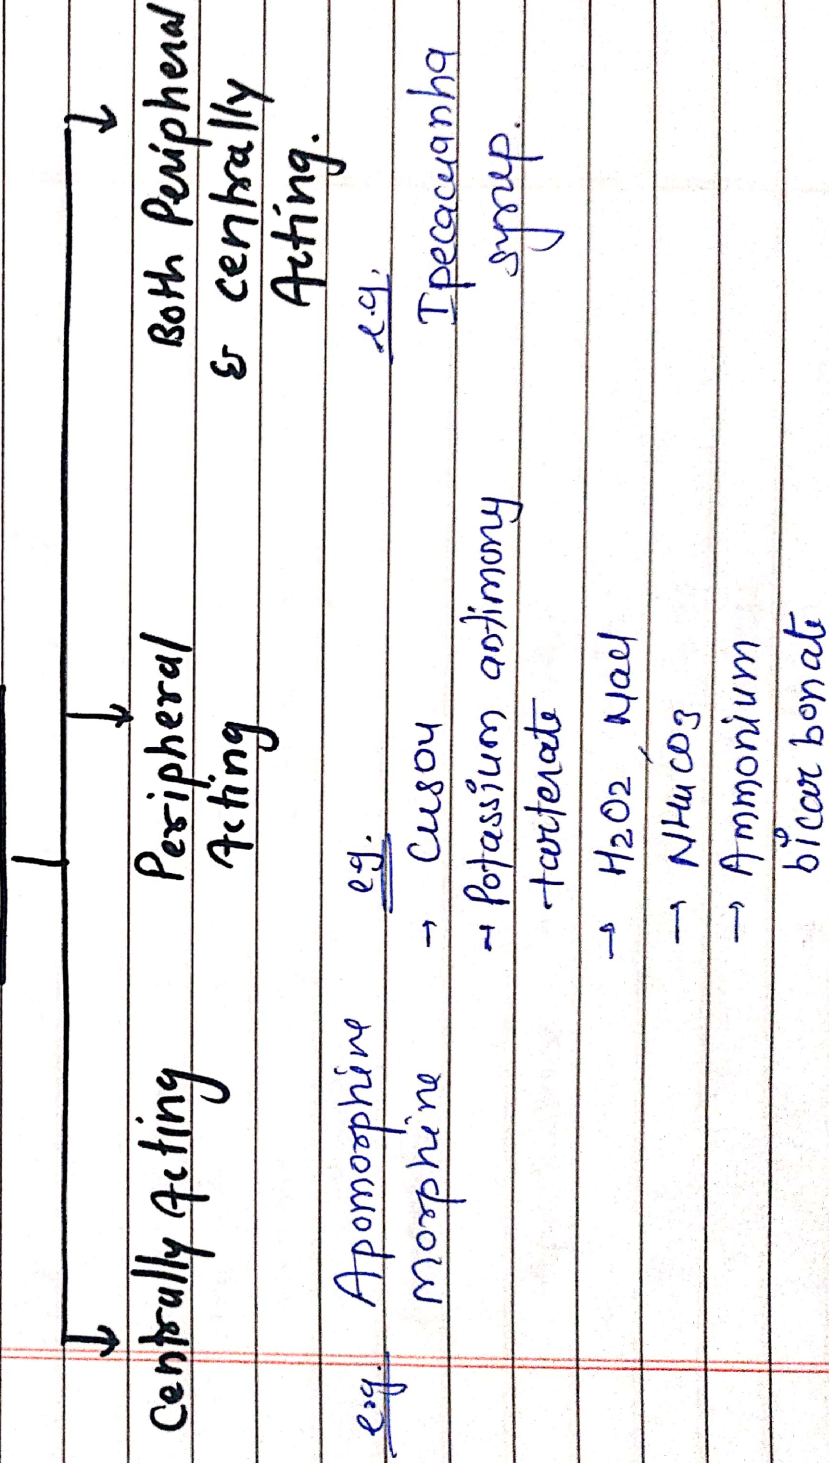 Centrally Acting
e.g. Apomorphine
Morphine
Peripheral
Acting
e.g.
→ CuSO4
→ Potassium antimony
tarterate
→ H2O2, NaCl
→ NH4CO3
→ Ammonium
bicarbonate
Both Peripheral
& centrally
Acting.
e.g.
Ipecacuanha
syrup.